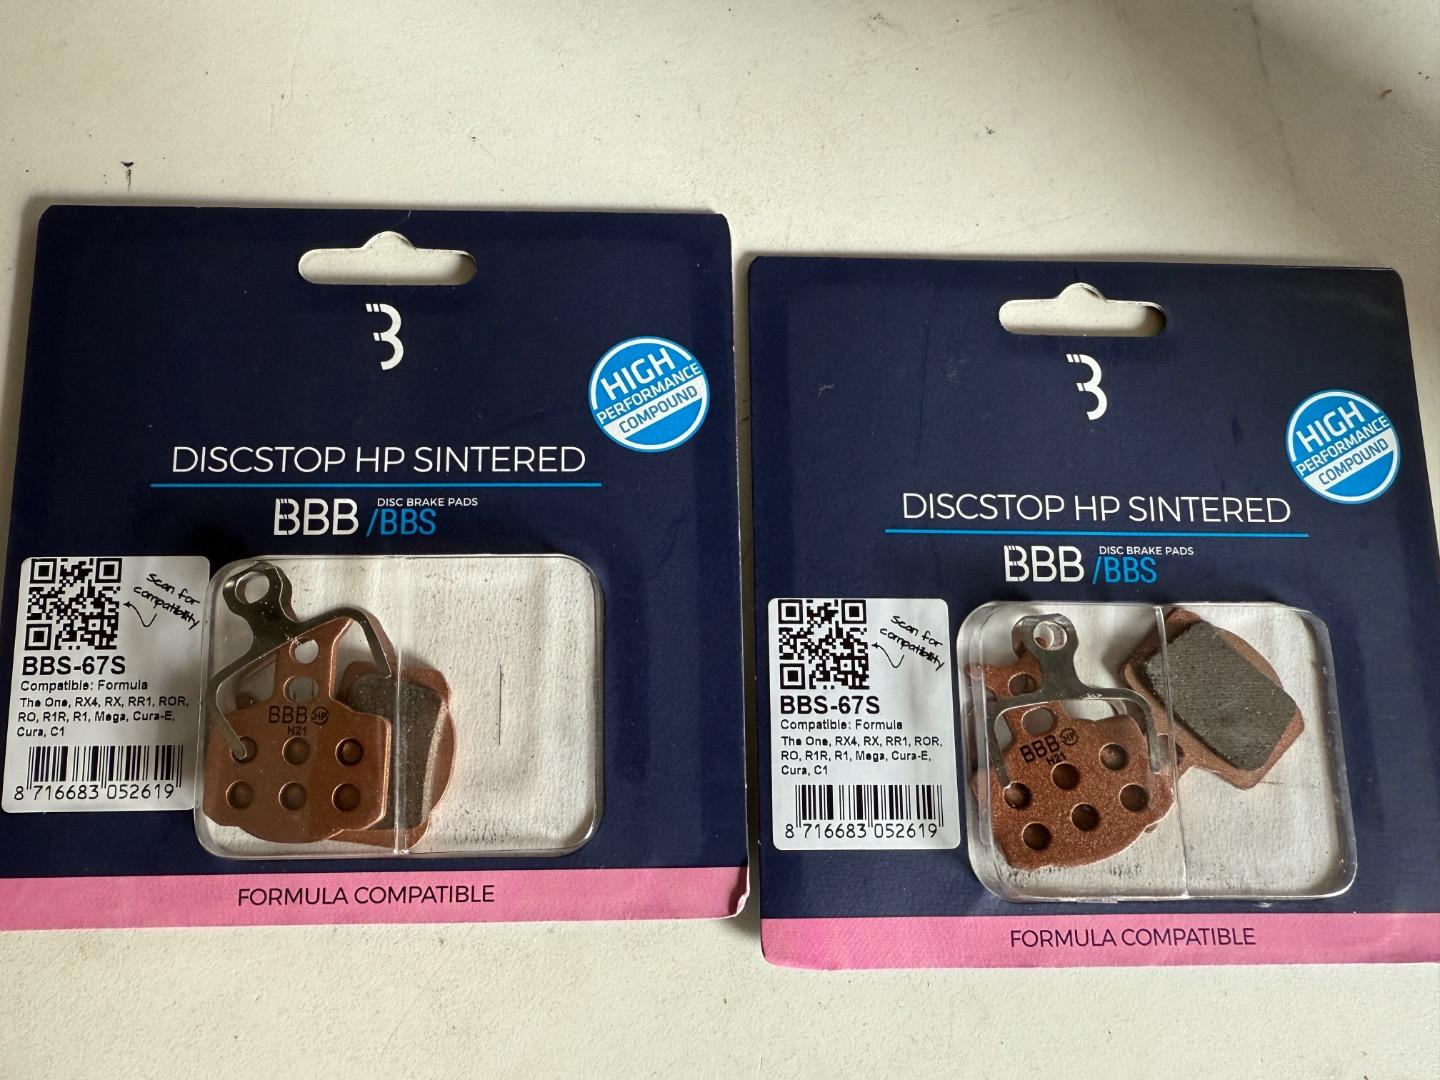 HIGH
PERFORMANCE
COMPOUND
DISCSTOP HP SINTERED
BBB /BBS DISC BRAKE PADS
scan for
compatibility
BBS-67S
Compatible: Formula
The One, RX4, RX, RR1, ROR,
RO, R1R, R1, Mega, Cura-E,
Cura, C1
8 716683 052619
BBB HP
H21
FORMULA COMPATIBLE
HIGH
PERFORMANCE
COMPOUND
DISCSTOP HP SINTERED
BBB /BBS DISC BRAKE PADS
scan for
compatibility
BBS-67S
Compatible: Formula
The One, RX4, RX, RR1, ROR,
RO, R1R, R1, Mega, Cura-E,
Cura, C1
8 716683 052619
BBB HP
H21
FORMULA COMPATIBLE